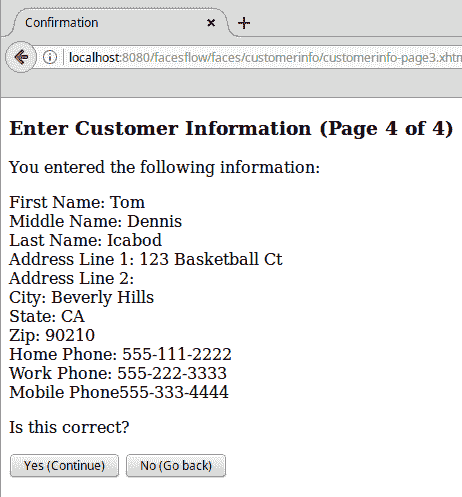 Confirmation
localhost:8080/facesflow/faces/customerinfo/customerinfo-page3.xhtm
Enter Customer Information (Page 4 of 4)
You entered the following information:
First Name: Tom
Middle Name: Dennis
Last Name: Icabod
Address Line 1: 123 Basketball Ct
Address Line 2:
City: Beverly Hills
State: CA
Zip: 90210
Home Phone: 555-111-2222
Work Phone: 555-222-3333
Mobile Phone555-333-4444
Is this correct?
Yes (Continue) No (Go back)